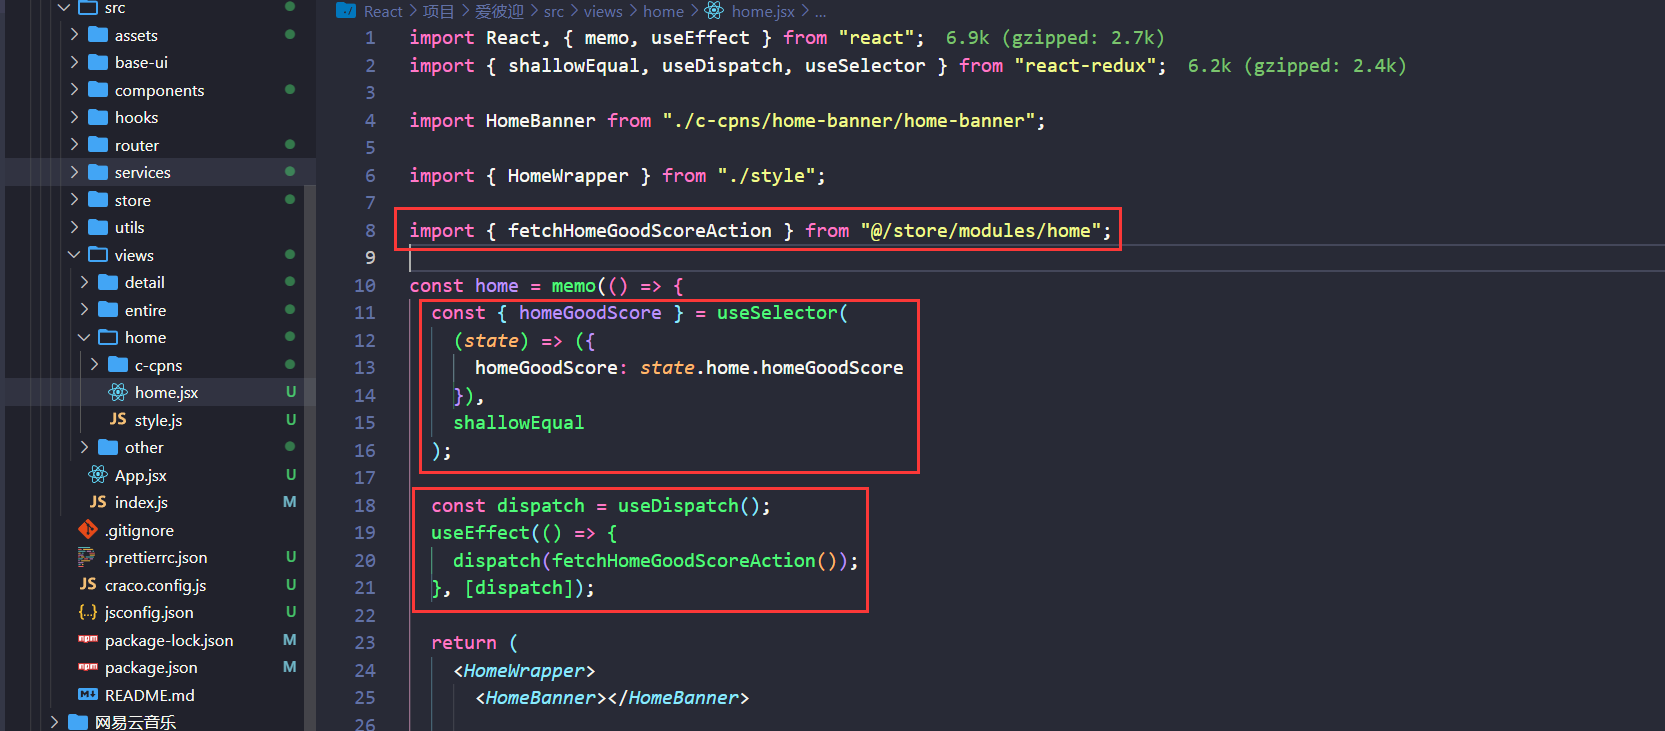 src
assets
base-ui
components
hooks
router
services
store
utils
views
detail
entire
home
c-cpns
home.jsx U
JS style.js U
other
App.jsx U
JS index.js M
.gitignore
.prettierrc.json U
JS craco.config.js U
{..} jsconfig.json U
npm package-lock.json M
npm package.json M
README.md
网易云音乐
React > 项目 > 爱彼迎 > src > views > home > home.jsx > ...
1 import React, { memo, useEffect } from "react"; 6.9k (gzipped: 2.7k)
2 import { shallowEqual, useDispatch, useSelector } from "react-redux"; 6.2k (gzipped: 2.4k)
3
4 import HomeBanner from "./c-cpns/home-banner/home-banner";
5
6 import { HomeWrapper } from "./style";
7
8 import { fetchHomeGoodScoreAction } from "@/store/modules/home";
9
10 const home = memo(() => {
11 const { homeGoodScore } = useSelector(
12 (state) => ({
13 homeGoodScore: state.home.homeGoodScore
14 }),
15 shallowEqual
16 );
17
18 const dispatch = useDispatch();
19 useEffect(() => {
20 dispatch(fetchHomeGoodScoreAction());
21 }, [dispatch]);
22
23 return (
24 <HomeWrapper>
25 <HomeBanner></HomeBanner>
26